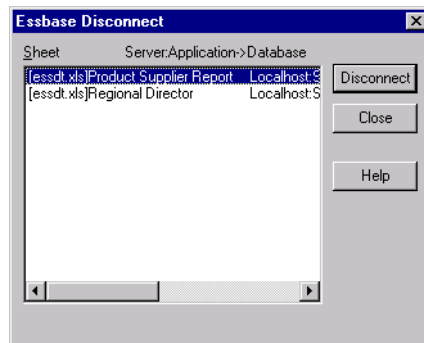 Essbase Disconnect
Sheet Server:Application->Database
[essdt.xls]Product Supplier Report Localhost:S
[essdt.xls]Regional Director Localhost:S
Disconnect
Close
Help